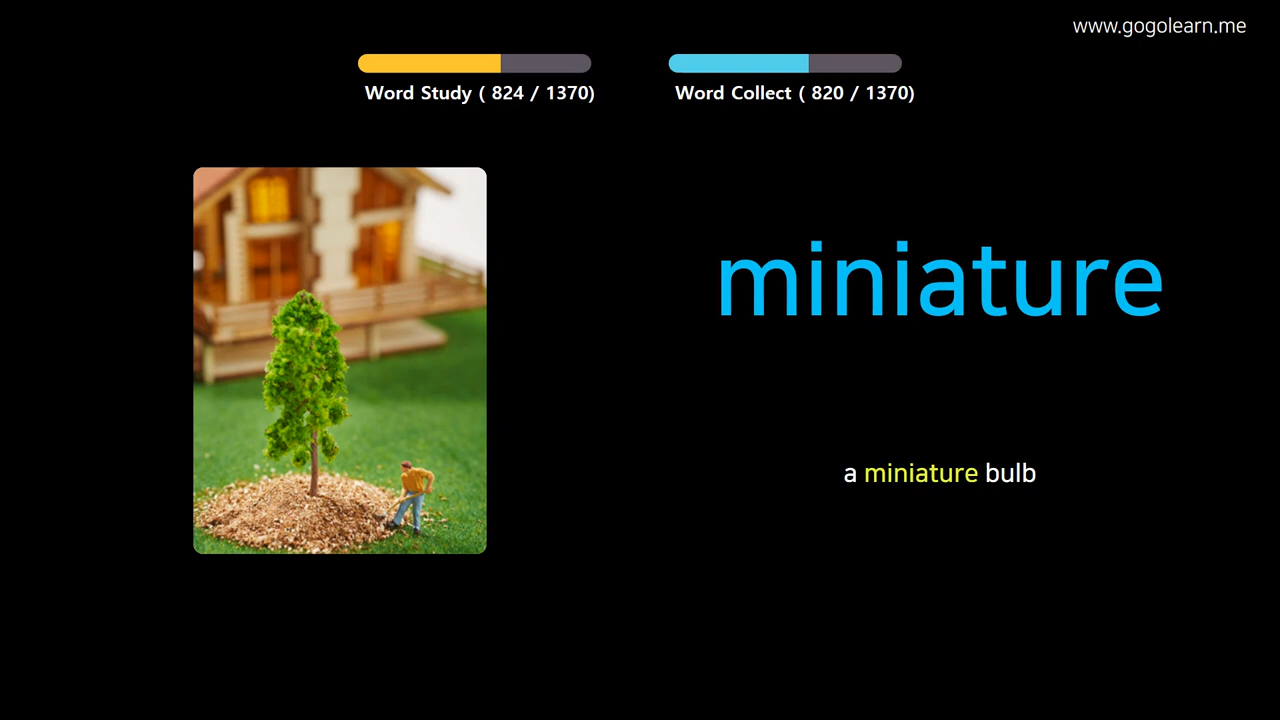 www.gogolearn.me
Word Study ( 824 / 1370)
Word Collect ( 820 / 1370)
miniature
a miniature bulb